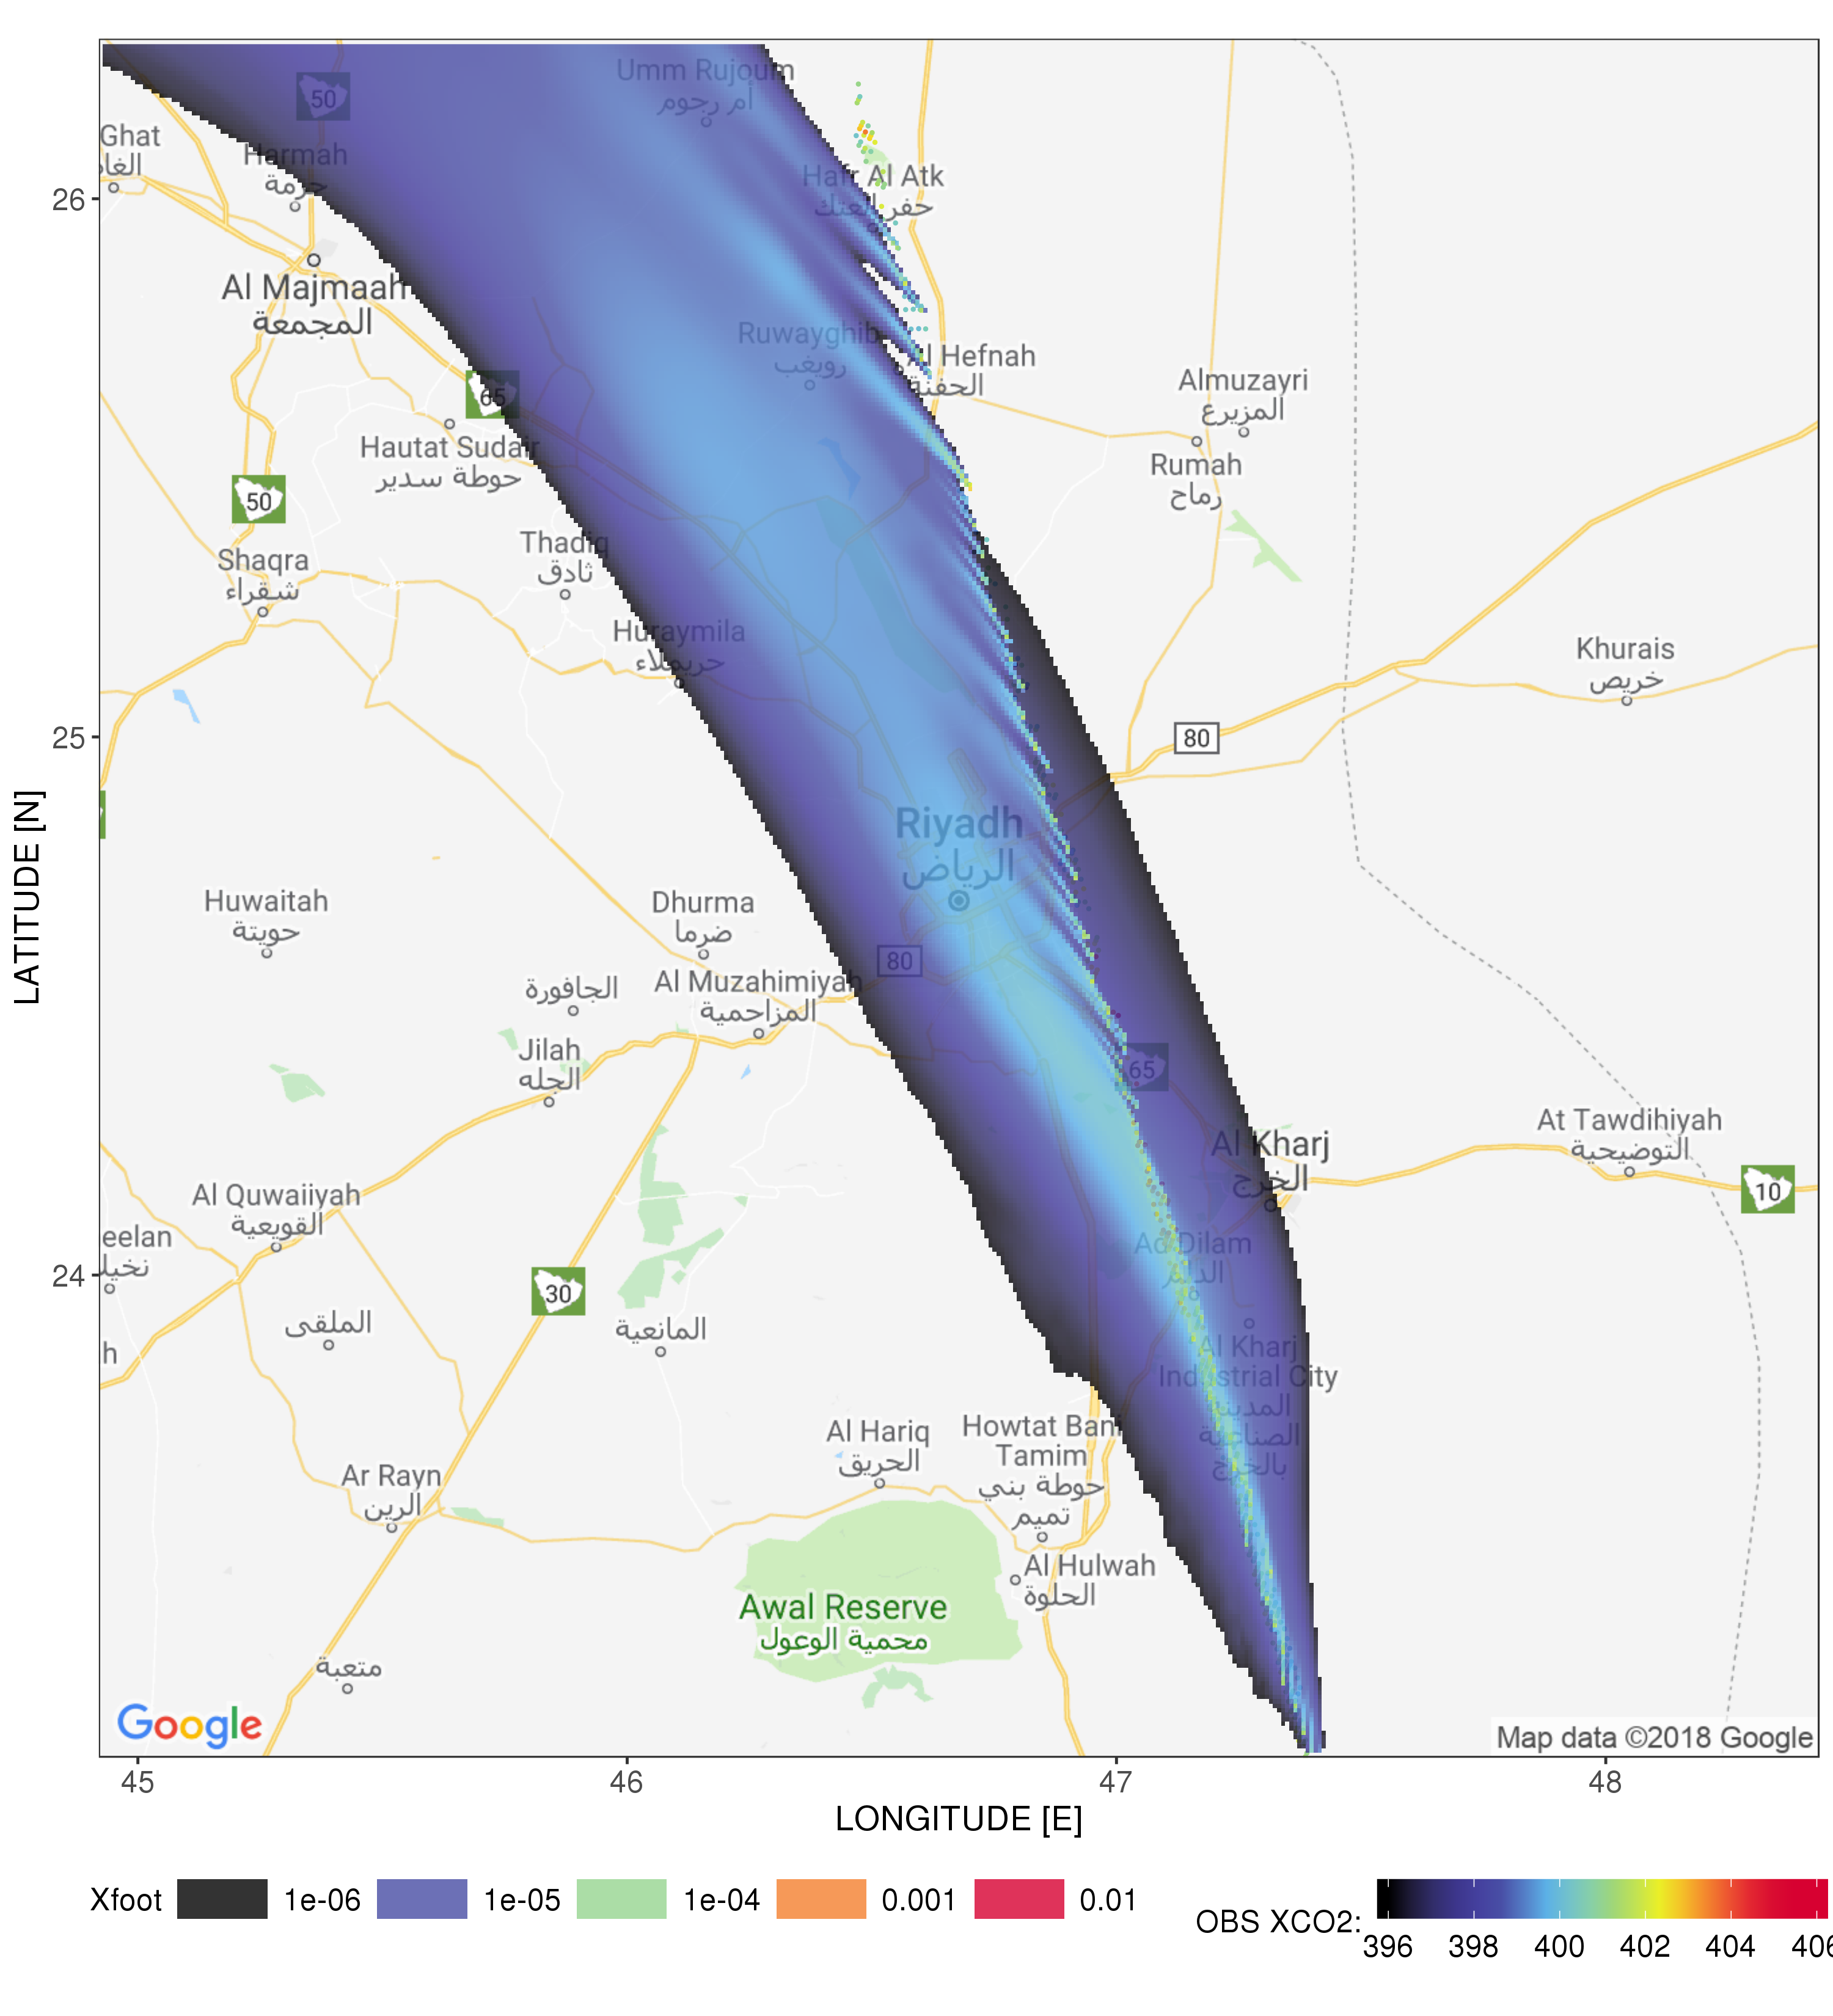 LATITUDE [N]
26
25
24
Umm Rujoum
أم رجوم
50
Ghat
Harmah
حرمة
Hafr Al Atk
حفر العتك
Al Majmaah
المجمعة
Ruwayghib
رويغب
Al Hefnah
الحفنة
Almuzayri
المزيرع
65
Hautat Sudair
حوطة سدير
Rumah
رماح
50
Thadiq
ثادق
Shaqra
شقراء
Huraymila
حريملاء
Khurais
خريص
80
Riyadh
الرياض
Huwaitah
حويتة
Dhurma
ضرما
80
Al Muzahimiyah
المزاحمية
الجافورة
Jilah
الجله
65
Al Kharj
الخرج
At Tawdihiyah
التوضيحية
10
Al Quwaiiyah
القويعية
eelan
نخيل
Ad Dilam
الدلم
30
الملقى
المانعية
h
Al Kharj
Industrial City
المدينة
الصناعية
بالخرج
Al Hariq
الحريق
Howtat Bani
Tamim
حوطة بني
تميم
Ar Rayn
الرين
Al Hulwah
الحلوة
Awal Reserve
محمية الوعول
متعبة
Google
Map data ©2018 Google
45
46
47
48
LONGITUDE [E]
Xfoot
1e-06
1e-05
1e-04
0.001
0.01
OBS XCO2:
396
398
400
402
404